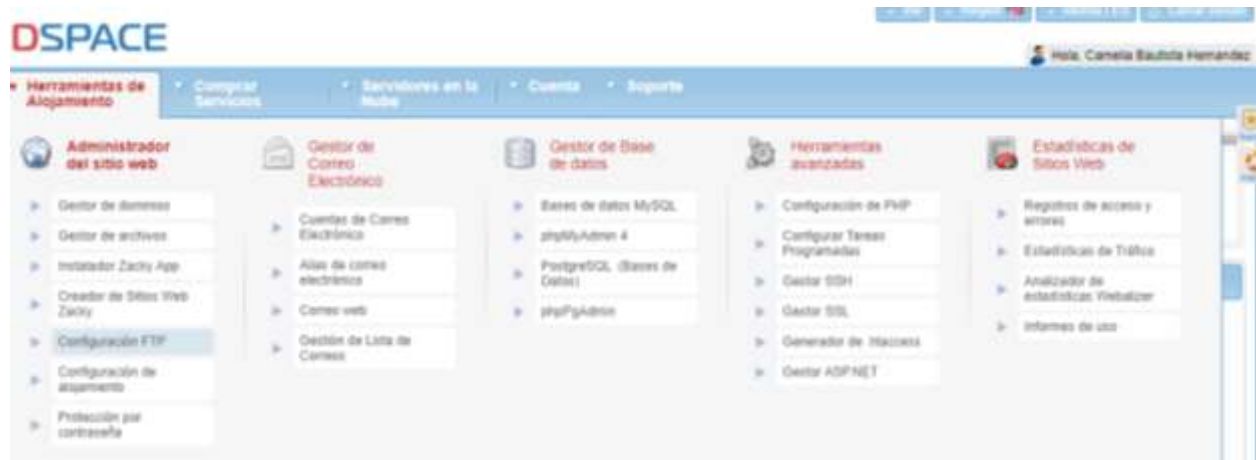 DSPACE
Hola, Camelia Bautista Hernandez
Herramientas de
Alojamiento
Comprar
Servicios
Servidores en la
Nube
Cuenta
Soporte
Administrador
del sitio web
Gestor de dominios
Gestor de archivos
Instalador Zacky App
Creador de Sitios Web
Zacky
Configuración FTP
Configuración de
alojamiento
Protección por
contraseña
Gestor de
Correo
Electrónico
Cuentas de Correo
Electrónico
Alias de correo
electrónico
Correo web
Gestión de Lista de
Correos
Gestor de Base
de datos
Bases de datos MySQL
phpMyAdmin 4
PostgreSQL (Bases de
Datos)
phpPgAdmin
Herramientas
avanzadas
Configuración de PHP
Configurar Tareas
Programadas
Gestor SSH
Gestor SSL
Generador de .htaccess
Gestor ASP.NET
Estadísticas de
Sitios Web
Registros de acceso y
errores
Estadísticas de Tráfico
Analizador de
estadísticas Webalizer
Informes de uso